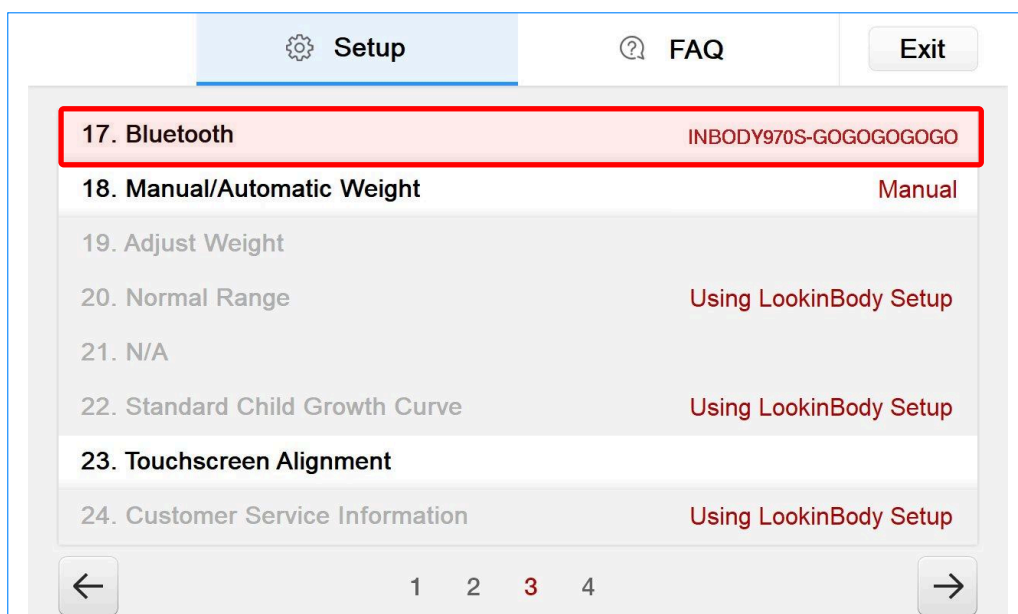 Setup
FAQ
Exit
17. Bluetooth INBODY970S-GOGOGOGOGO
18. Manual/Automatic Weight Manual
19. Adjust Weight
20. Normal Range Using LookinBody Setup
21. N/A
22. Standard Child Growth Curve Using LookinBody Setup
23. Touchscreen Alignment
24. Customer Service Information Using LookinBody Setup
1 2 3 4